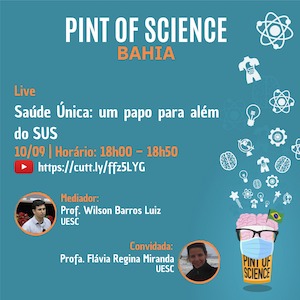 PINT OF SCIENCE
BAHIA
Live
Saúde Única: um papo para além
do SUS
10/09 | Horário: 18h00 – 18h50
https://cutt.ly/ffz5LYG
Mediador:
Prof. Wilson Barros Luiz
UESC
Convidada:
Profa. Flávia Regina Miranda
UESC
PINT OF
SCIENCE